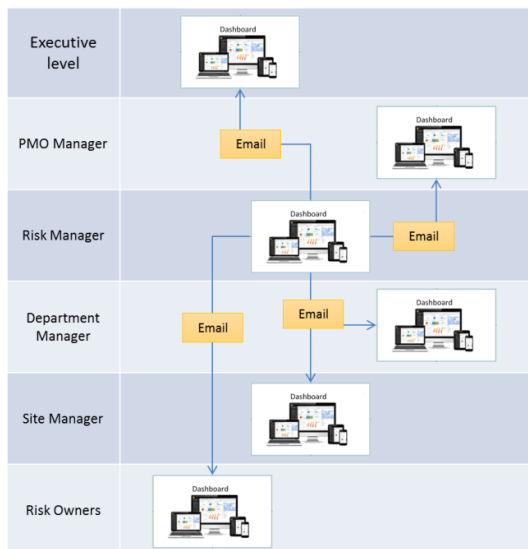 Executive
level
Dashboard
PMO Manager
Email
Dashboard
Risk Manager
Dashboard
Email
Department
Manager
Email
Email
Dashboard
Site Manager
Dashboard
Risk Owners
Dashboard